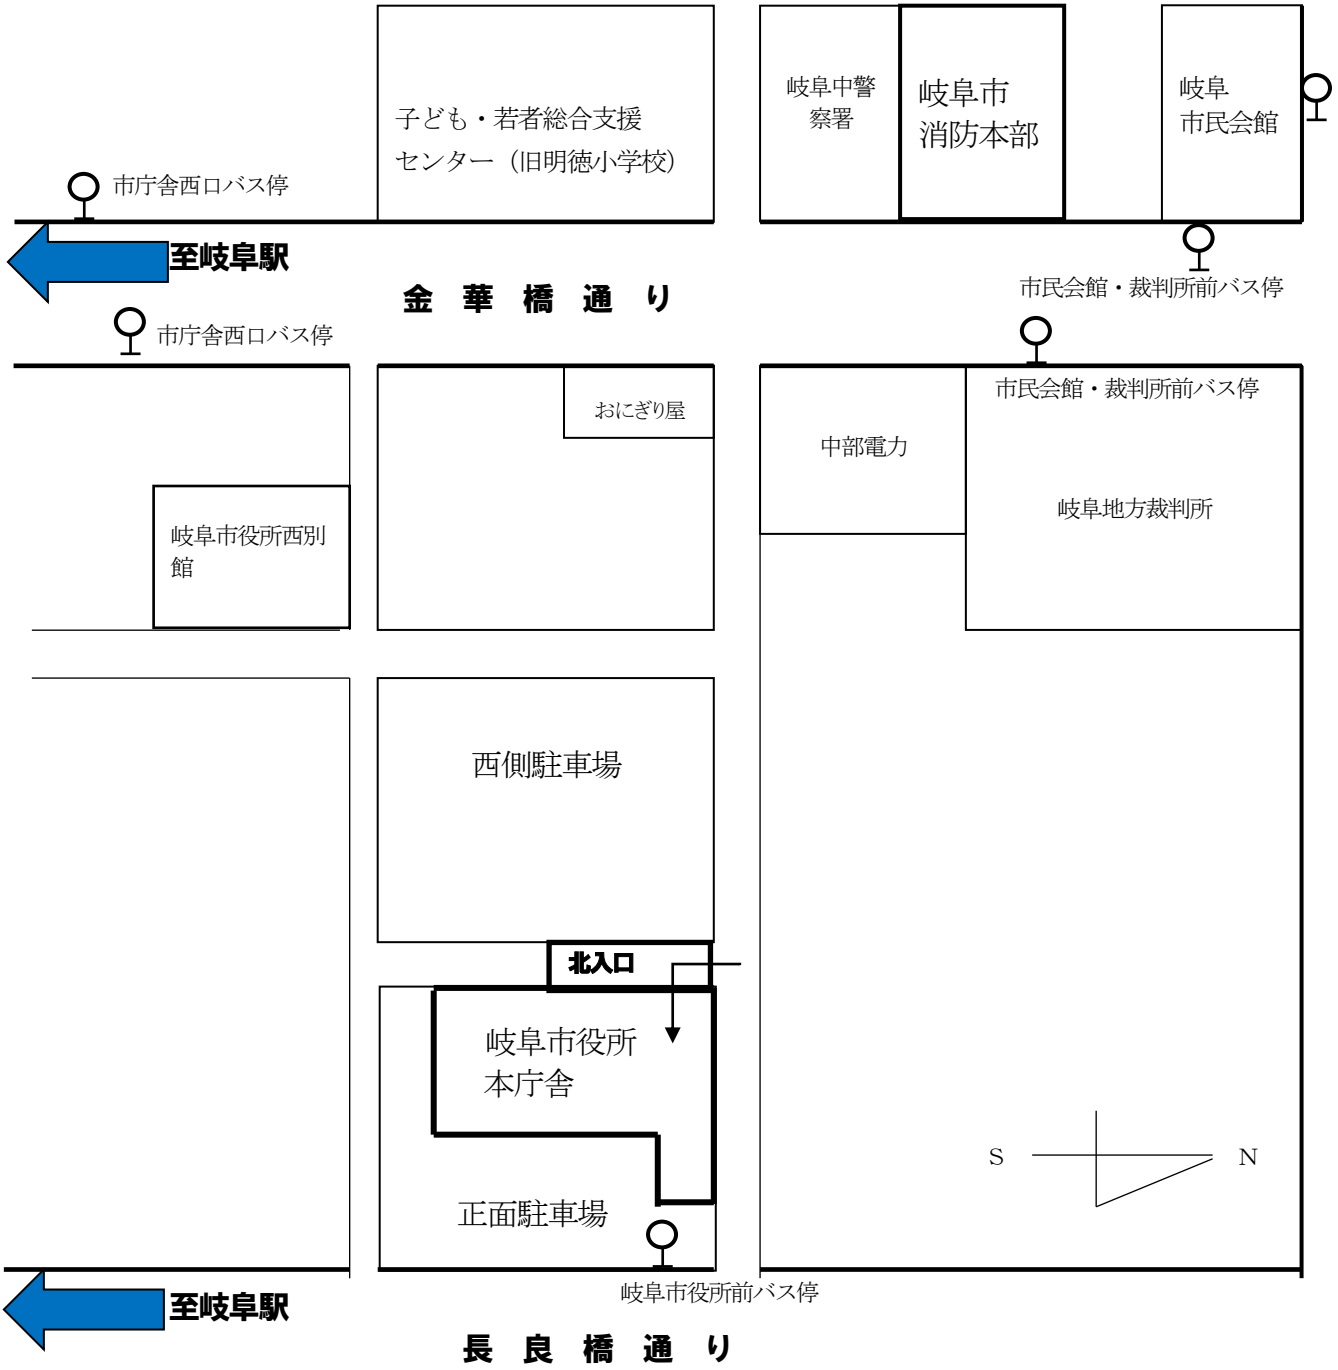 子ども・若者総合支援
センター（旧明徳小学校）
岐阜中警
察署
岐阜市
消防本部
岐阜
市民会館
市庁舎西口バス停
至岐阜駅
金華橋通り
市民会館・裁判所前バス停
市庁舎西口バス停
市民会館・裁判所前バス停
おにぎり屋
中部電力
岐阜地方裁判所
岐阜市役所西別
館
西側駐車場
北入口
岐阜市役所
本庁舎
S
N
正面駐車場
岐阜市役所前バス停
至岐阜駅
長良橋通り